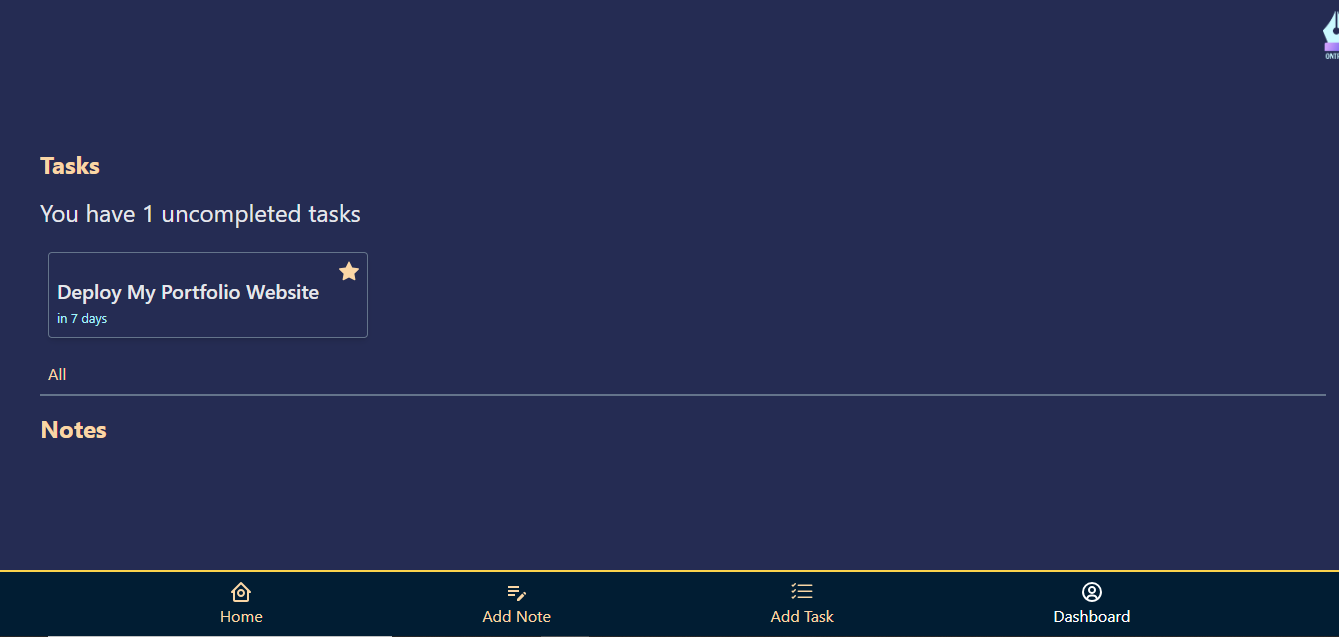 Tasks
You have 1 uncompleted tasks
Deploy My Portfolio Website
in 7 days
All
Notes
Home
Add Note
Add Task
Dashboard